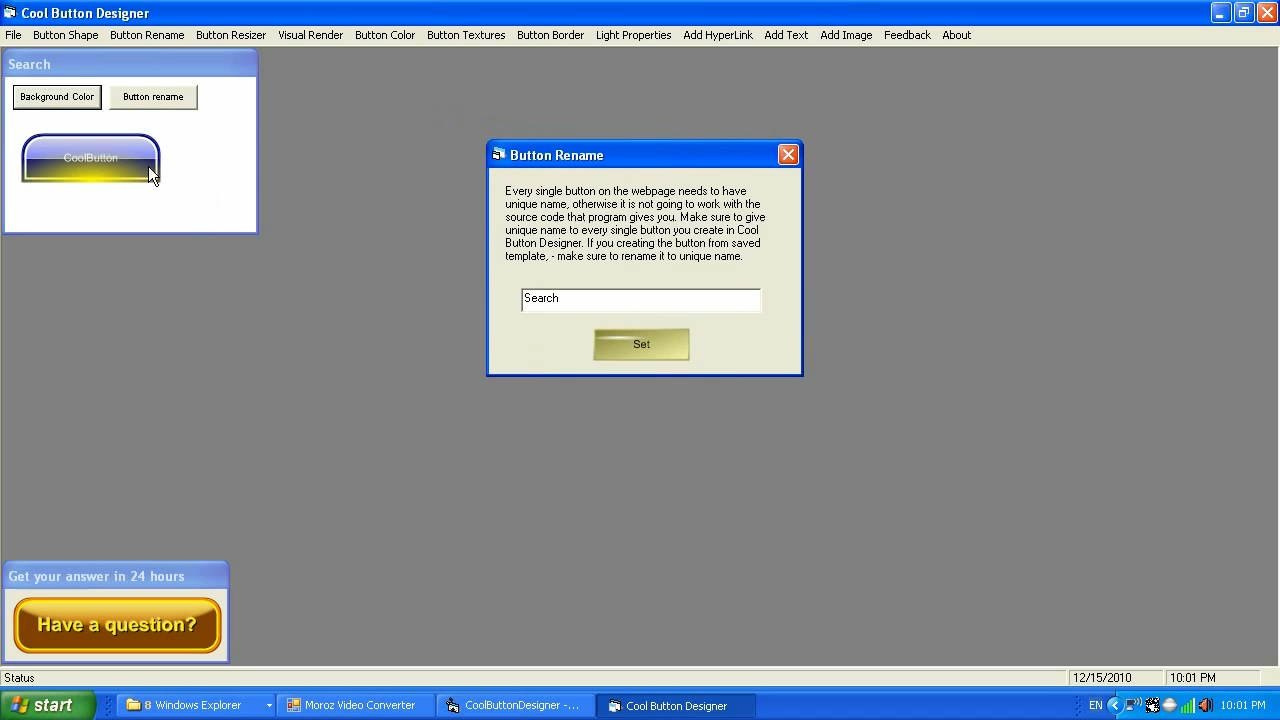 Cool Button Designer
File Button Shape Button Rename Button Resizer Visual Render Button Color Button Textures Button Borde Light Properties Add HyperLink Add Text Add Image Feedback About
Search
Background Color Button rename
CoolButton
Button Rename
Every single button on the webpage needs to have
unique name, otherwise it is not going to work with the
source code that program gives you. Make sure to give
unique name to every single button you create in Cool
Button Designer. If you creating the button from saved
template, - make sure to rename it to unique name.
Search
Set
Get your answer in 24 hours
Have a question?
Status 12/15/2010 10:01 PM
start 8 Windows Explorer Moroz Video Converter CoolButtonDesigner -... Cool Button Designer EN 10:01 PM